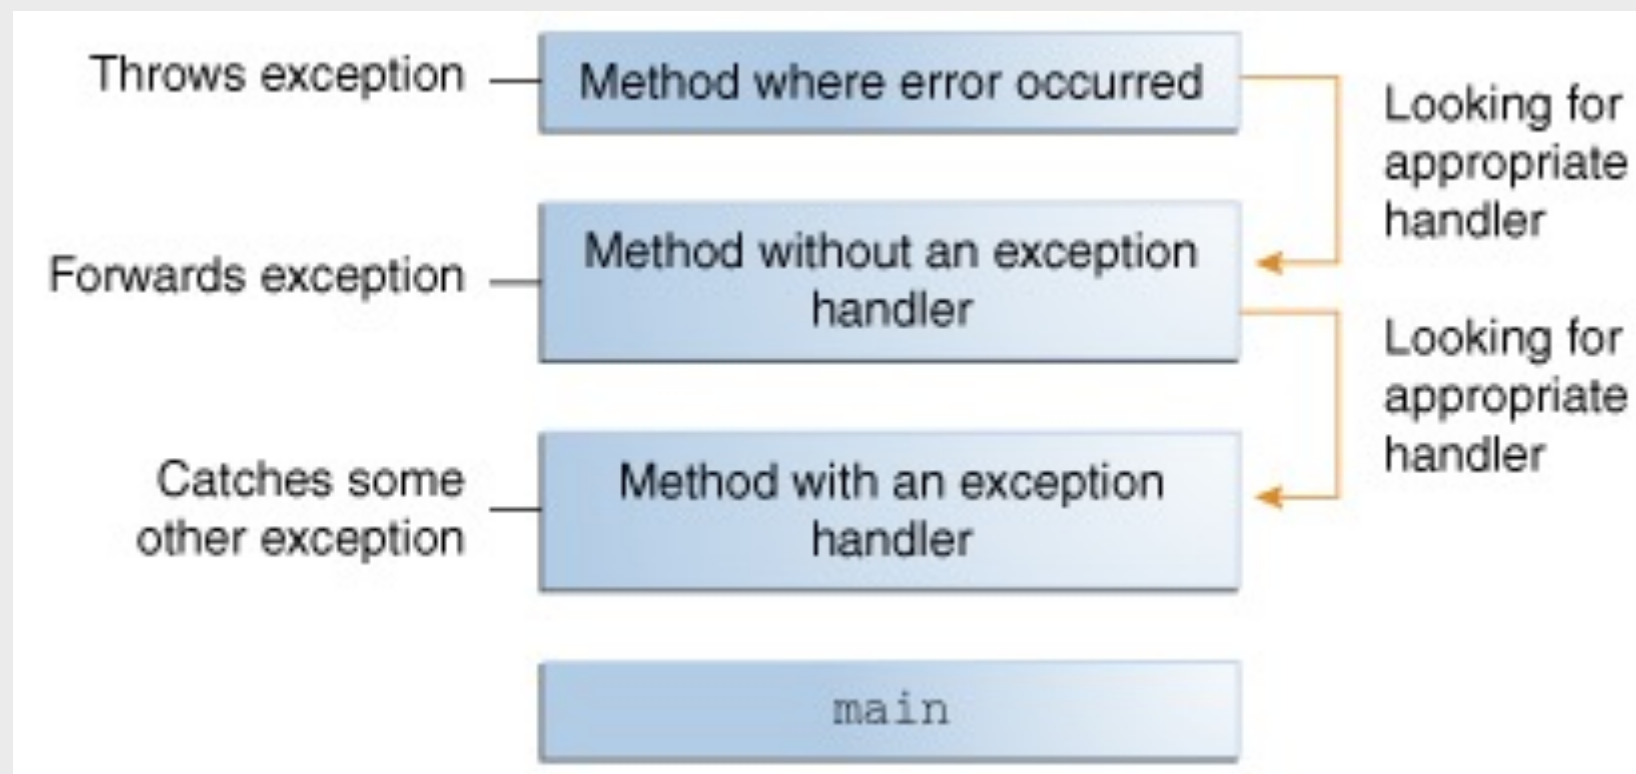 Throws exception
Method where error occurred
Looking for
appropriate
handler
Forwards exception
Method without an exception
handler
Looking for
appropriate
handler
Catches some
other exception
Method with an exception
handler
main